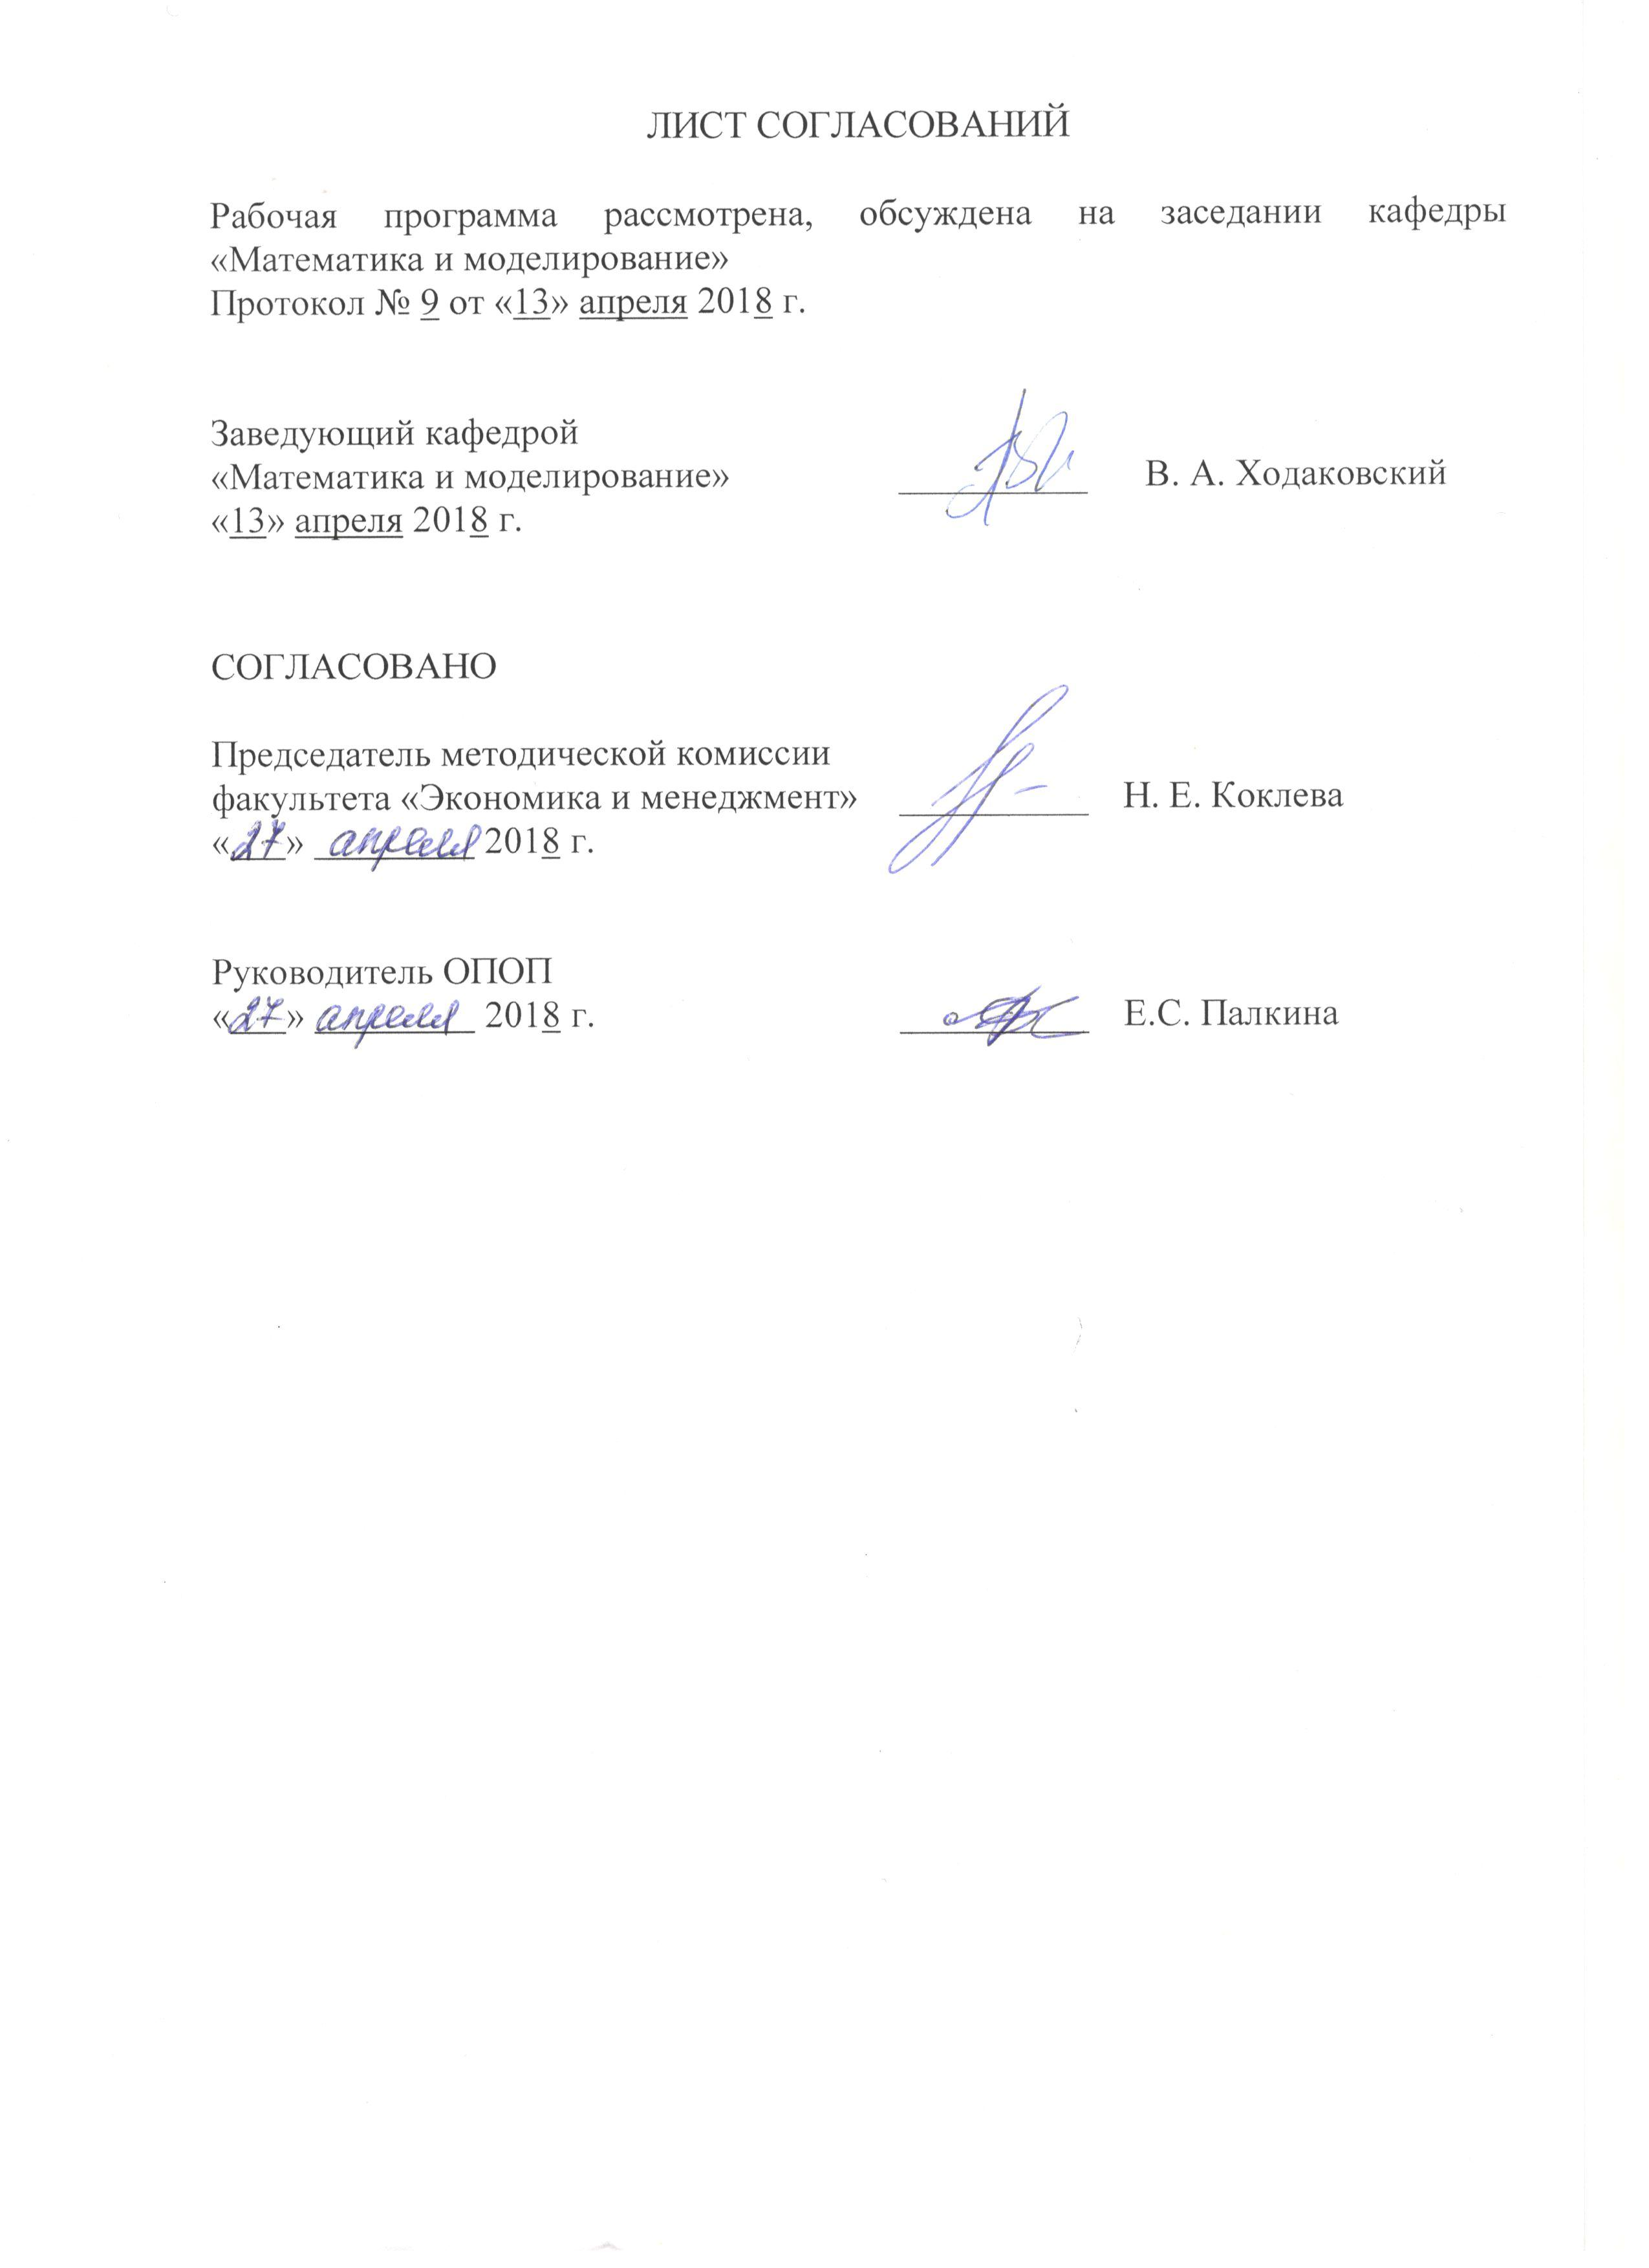 ЛИСТ СОГЛАСОВАНИЙ
Рабочая программа рассмотрена, обсуждена на заседании кафедры
«Математика и моделирование»
Протокол № 9 от «13» апреля 2018 г.
Заведующий кафедрой
«Математика и моделирование» В. А. Ходаковский
«13» апреля 2018 г.
СОГЛАСОВАНО
Председатель методической комиссии
факультета «Экономика и менеджмент» Н. Е. Коклева
«27» апреля 2018 г.
Руководитель ОПОП
«27» апреля 2018 г. Е.С. Палкина